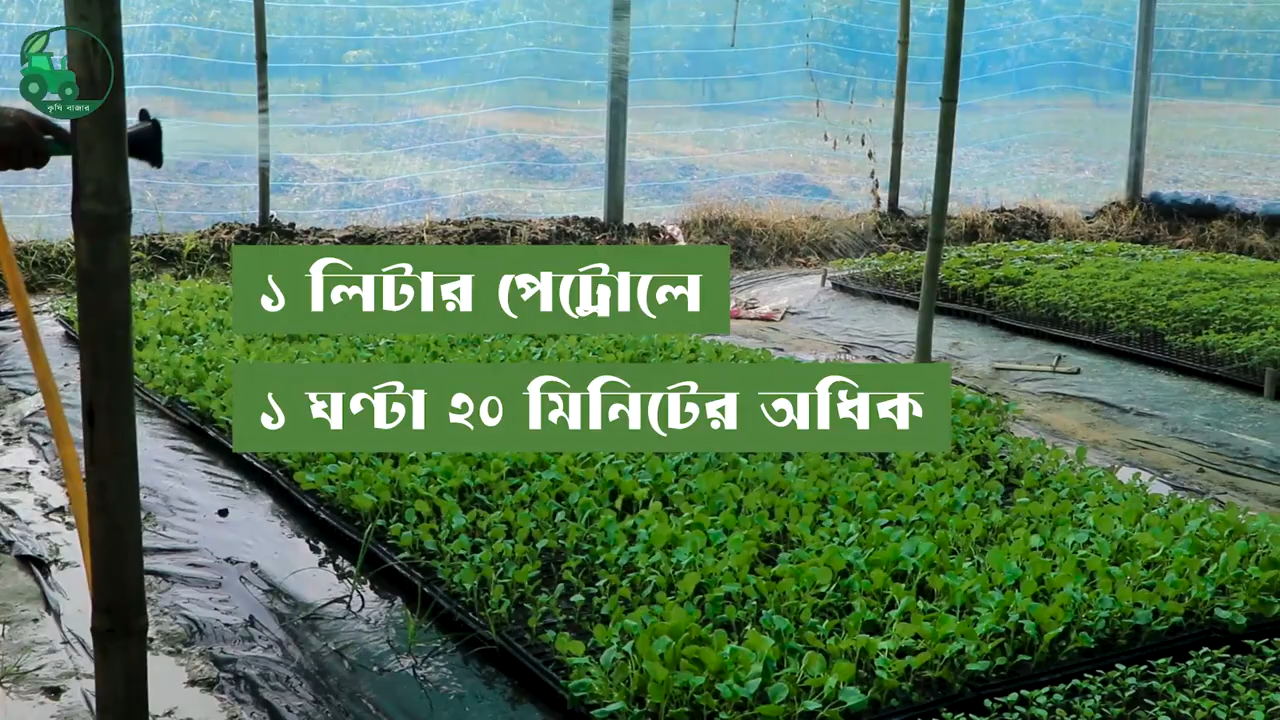 কৃষি বাজার
১ লিটার পেট্রোলে
১ ঘণ্টা ২০ মিনিটের অধিক